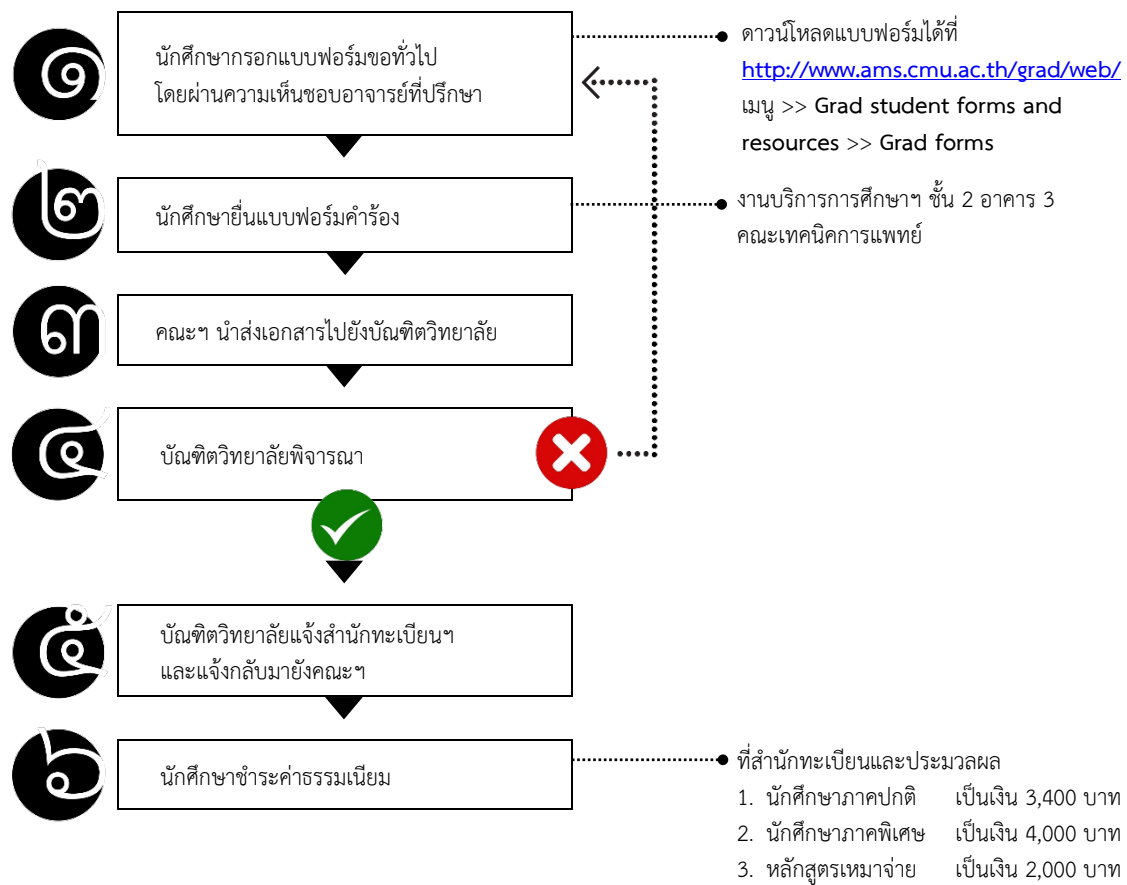 ๑
นักศึกษากรอกแบบฟอร์มขอทั่วไป
โดยผ่านความเห็นชอบอาจารย์ที่ปรึกษา
ดาวน์โหลดแบบฟอร์มได้ที่
http://www.ams.cmu.ac.th/grad/web/
เมนู >> Grad student forms and
resources >> Grad forms
๒
นักศึกษายื่นแบบฟอร์มคำร้อง
งานบริการการศึกษาฯ ชั้น 2 อาคาร 3
คณะเทคนิคการแพทย์
๓
คณะฯ นำส่งเอกสารไปยังบัณฑิตวิทยาลัย
๔
บัณฑิตวิทยาลัยพิจารณา
๕
บัณฑิตวิทยาลัยแจ้งสำนักทะเบียนฯ
และแจ้งกลับมายังคณะฯ
๖
นักศึกษาชำระค่าธรรมเนียม
ที่สำนักทะเบียนและประมวลผล
1. นักศึกษาภาคปกติ เป็นเงิน 3,400 บาท
2. นักศึกษาภาคพิเศษ เป็นเงิน 4,000 บาท
3. หลักสูตรเหมาจ่าย เป็นเงิน 2,000 บาท